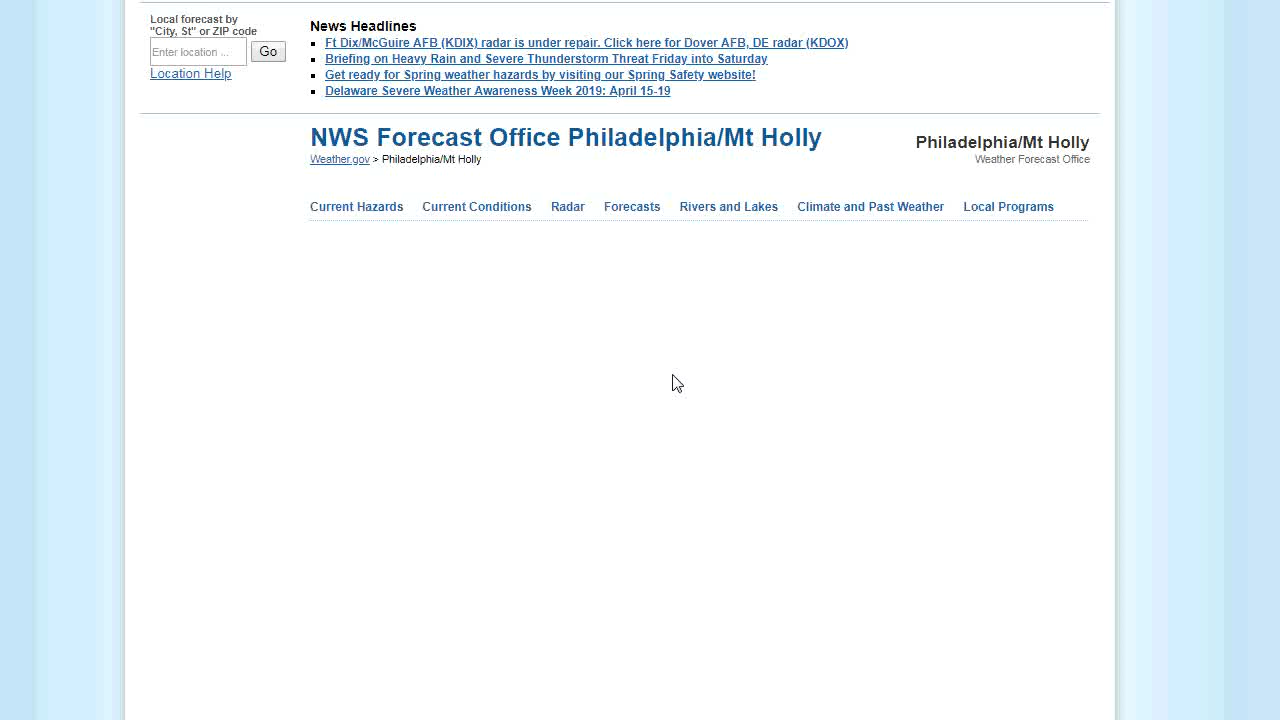 Local forecast by
"City, St" or ZIP code
Enter location ...
Go
Location Help
News Headlines
Ft Dix/McGuire AFB (KDIX) radar is under repair. Click here for Dover AFB, DE radar (KDOX)
Briefing on Heavy Rain and Severe Thunderstorm Threat Friday into Saturday
Get ready for Spring weather hazards by visiting our Spring Safety website!
Delaware Severe Weather Awareness Week 2019: April 15-19
NWS Forecast Office Philadelphia/Mt Holly
Weather.gov > Philadelphia/Mt Holly
Philadelphia/Mt Holly
Weather Forecast Office
Current Hazards Current Conditions Radar Forecasts Rivers and Lakes Climate and Past Weather Local Programs